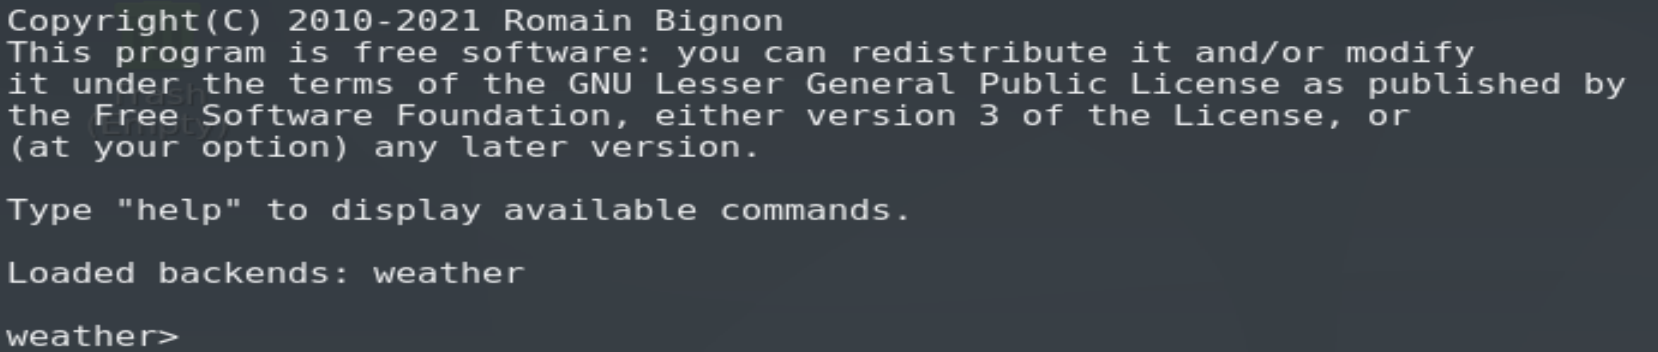 Copyright(C) 2010-2021 Romain Bignon
This program is free software: you can redistribute it and/or modify
it under the terms of the GNU Lesser General Public License as published by
the Free Software Foundation, either version 3 of the License, or
(at your option) any later version.
Type "help" to display available commands.
Loaded backends: weather
weather>
Trash
(Empty)